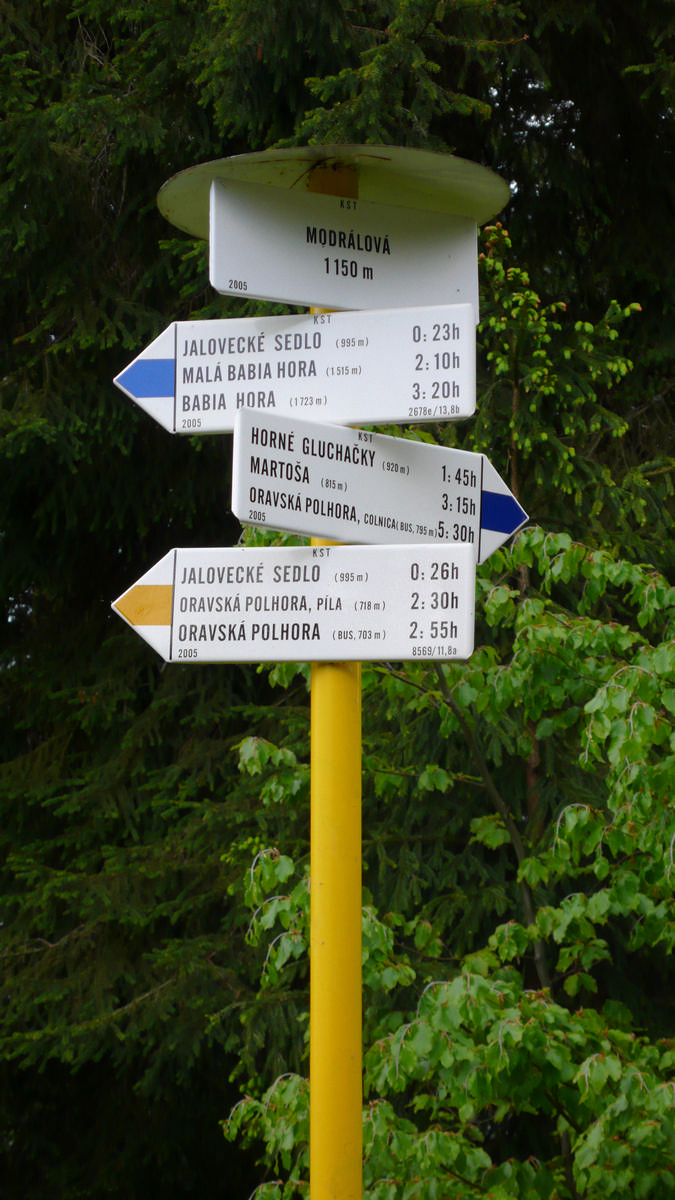 KST
MODRÁLOVÁ
1150 m
2005
KST
JALOVECKÉ SEDLO (995 m) 0:23h
MALÁ BABIA HORA (1515 m) 2:10h
BABIA HORA (1723 m) 3:20h
2005 2678e/13,8b
KST
HORNÉ GLUCHAČKY (920 m) 1:45h
MARTOŠA (815 m) 3:15h
ORAVSKÁ POLHORA, COLNICA (BUS, 795 m) 5:30h
2005
KST
JALOVECKÉ SEDLO (995 m) 0:26h
ORAVSKÁ POLHORA, PÍLA (718 m) 2:30h
ORAVSKÁ POLHORA (BUS, 703 m) 2:55h
2005 8569/11,8a